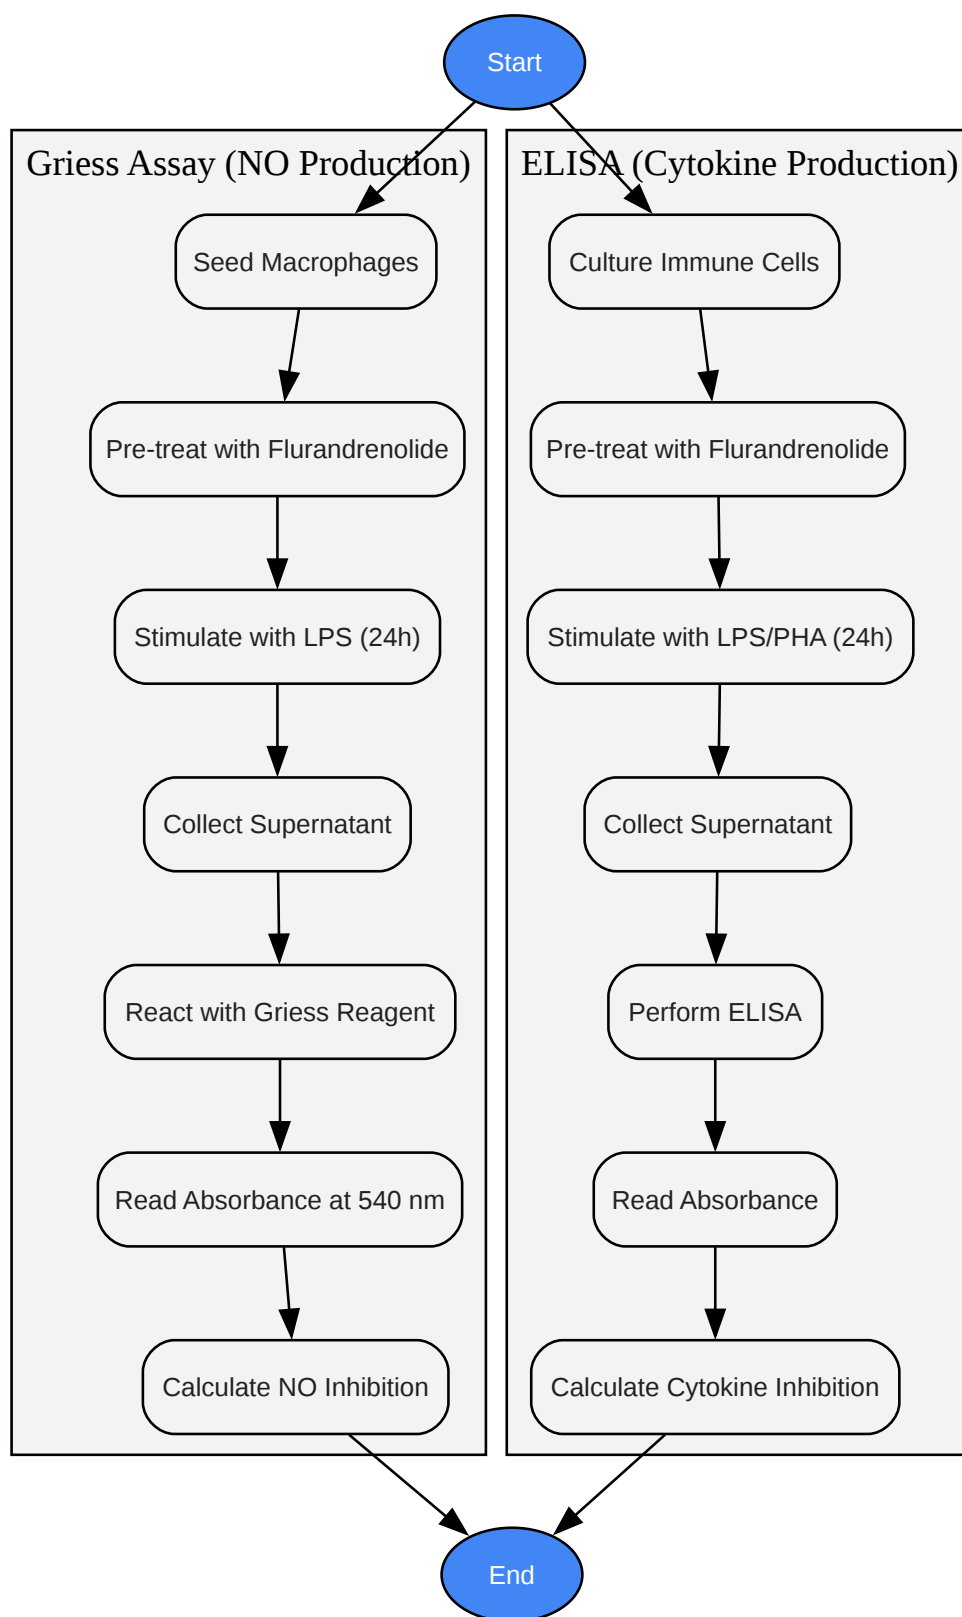 Start
Griess Assay (NO Production)
Seed Macrophages
Pre-treat with Flurandrenolide
Stimulate with LPS (24h)
Collect Supernatant
React with Griess Reagent
Read Absorbance at 540 nm
Calculate NO Inhibition
ELISA (Cytokine Production)
Culture Immune Cells
Pre-treat with Flurandrenolide
Stimulate with LPS/PHA (24h)
Collect Supernatant
Perform ELISA
Read Absorbance
Calculate Cytokine Inhibition
End